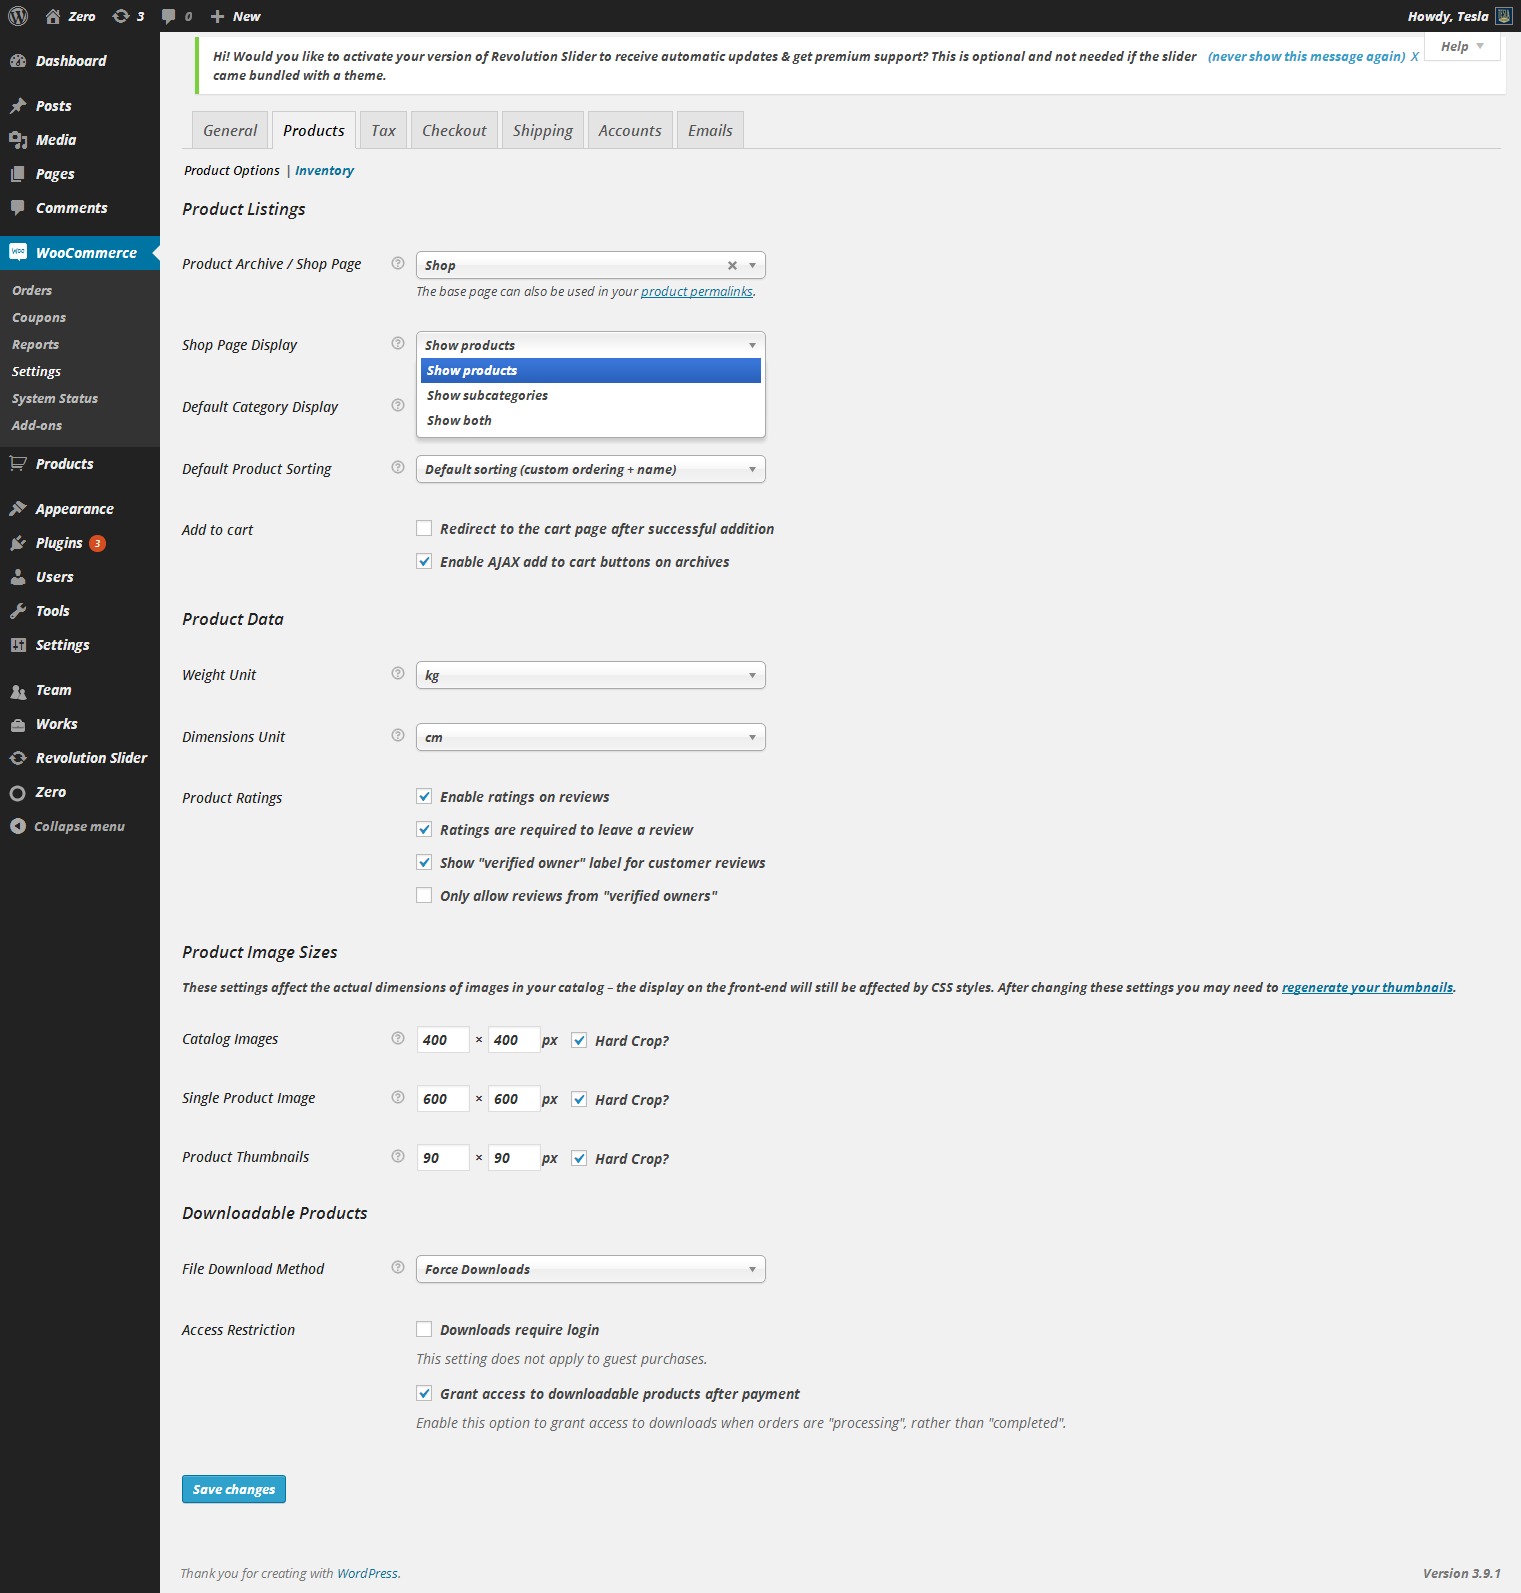 Zero 3 0 New Howdy, Tesla
Dashboard
Posts
Media
Pages
Comments
WooCommerce
Orders
Coupons
Reports
Settings
System Status
Add-ons
Products
Appearance
Plugins 3
Users
Tools
Settings
Team
Works
Revolution Slider
Zero
Collapse menu
Hi! Would you like to activate your version of Revolution Slider to receive automatic updates & get premium support? This is optional and not needed if the slider (never show this message again) X
came bundled with a theme.
Help
General Products Tax Checkout Shipping Accounts Emails
Product Options | Inventory
Product Listings
Product Archive / Shop Page ? Shop ×
The base page can also be used in your product permalinks.
Shop Page Display ? Show products
Show products
Show subcategories
Default Category Display ?
Show both
Default Product Sorting ? Default sorting (custom ordering + name)
Add to cart Redirect to the cart page after successful addition
Enable AJAX add to cart buttons on archives
Product Data
Weight Unit ? kg
Dimensions Unit ? cm
Product Ratings Enable ratings on reviews
Ratings are required to leave a review
Show "verified owner" label for customer reviews
Only allow reviews from "verified owners"
Product Image Sizes
These settings affect the actual dimensions of images in your catalog – the display on the front-end will still be affected by CSS styles. After changing these settings you may need to regenerate your thumbnails.
Catalog Images ? 400 × 400 px Hard Crop?
Single Product Image ? 600 × 600 px Hard Crop?
Product Thumbnails ? 90 × 90 px Hard Crop?
Downloadable Products
File Download Method ? Force Downloads
Access Restriction Downloads require login
This setting does not apply to guest purchases.
Grant access to downloadable products after payment
Enable this option to grant access to downloads when orders are "processing", rather than "completed".
Save changes
Thank you for creating with WordPress. Version 3.9.1